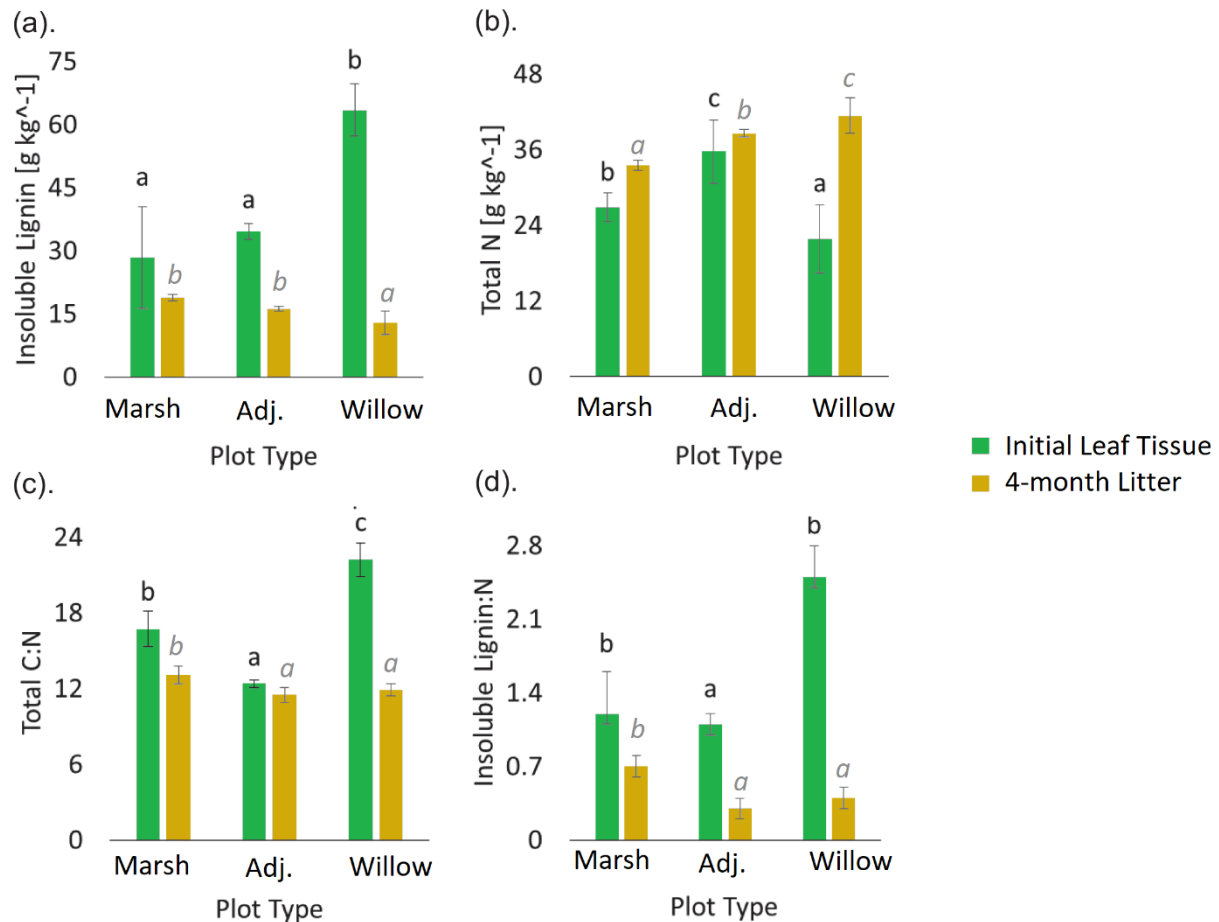 (a).
Insoluble Lignin [g kg^-1]
75
60
45
30
15
0
a
b
a
b
b
a
Marsh Adj. Willow
Plot Type
(b).
Total N [g kg^-1]
48
36
24
12
0
b
a
c
b
a
c
Marsh Adj. Willow
Plot Type
Initial Leaf Tissue
4-month Litter
(c).
Total C:N
24
18
12
6
0
b
b
a
a
c
a
Marsh Adj. Willow
Plot Type
(d).
Insoluble Lignin:N
2.8
2.1
1.4
0.7
0
b
b
a
a
b
a
Marsh Adj. Willow
Plot Type